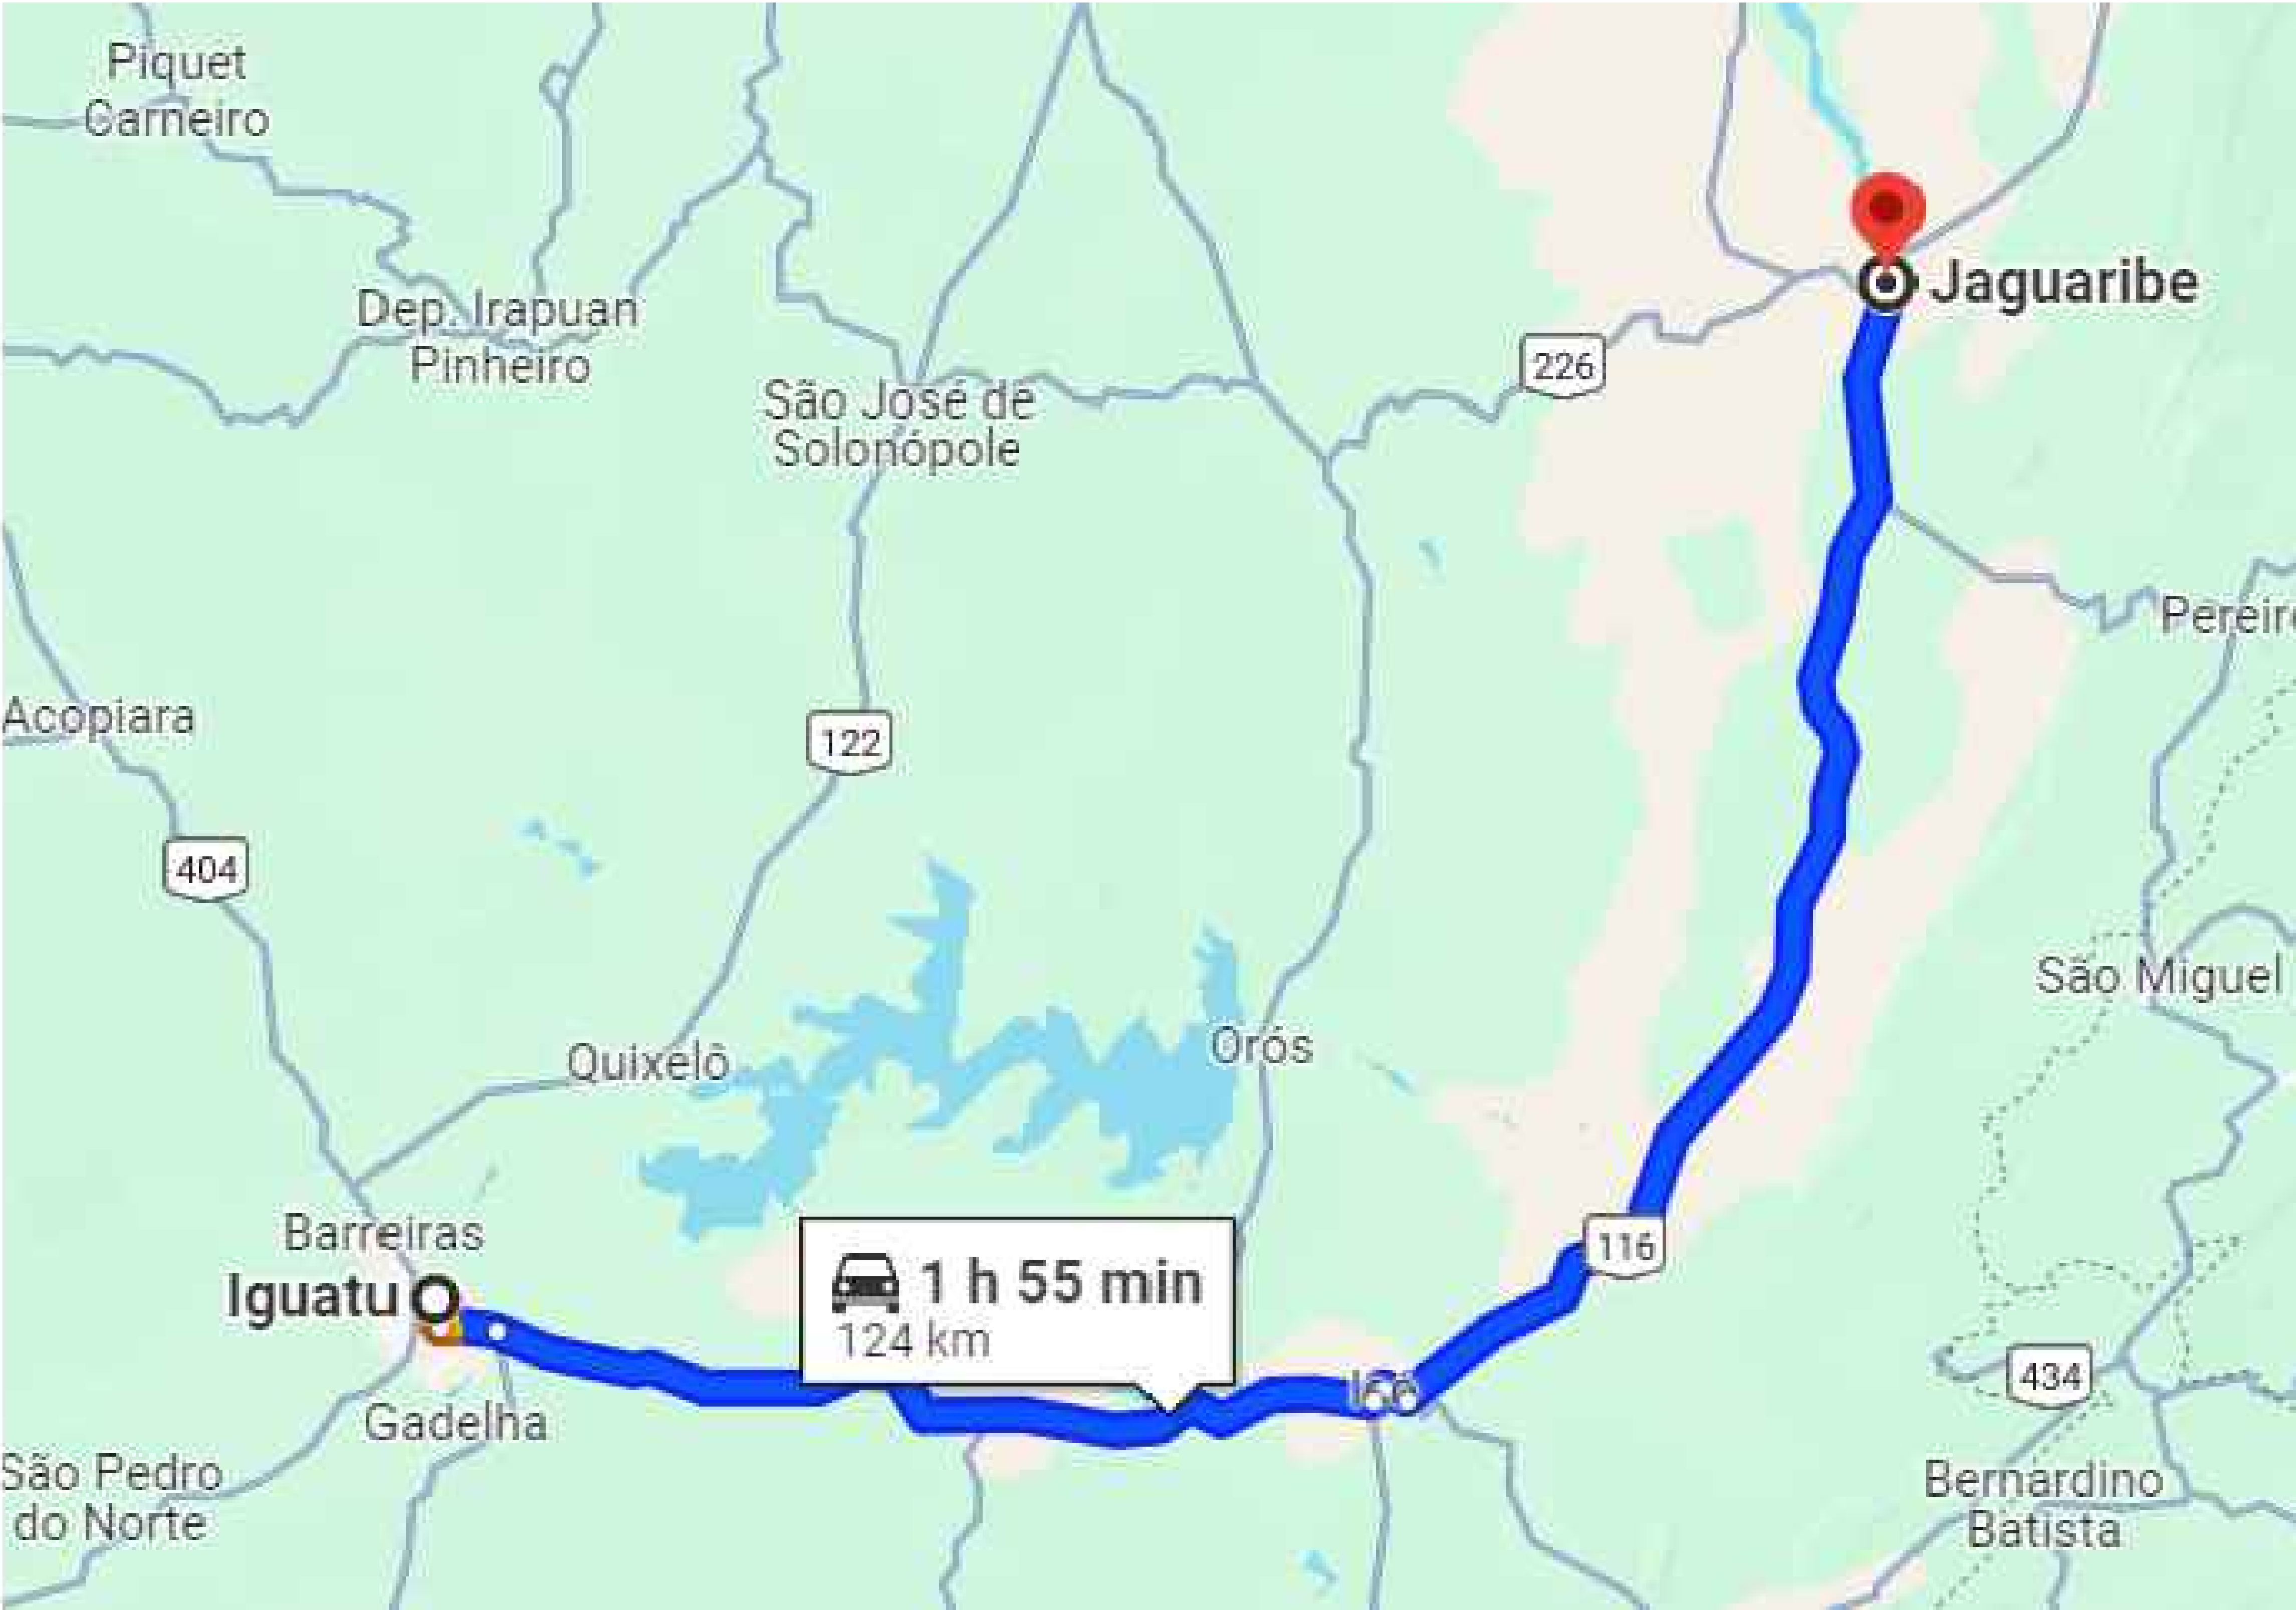 Piquet
Carneiro
Jaguaribe
Dep. Irapuan
Pinheiro
226
São José de
Solonópole
Acopiara
122
404
São Miguel
Quixelô
Orós
Barreiras
Iguatu
116
1 h 55 min
124 km
434
Gadelha
São Pedro
do Norte
Bernardino
Batista